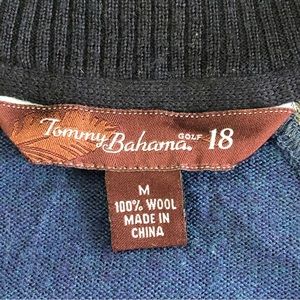 Tommy Bahama. GOLF 18
M
100% WOOL
MADE IN
CHINA